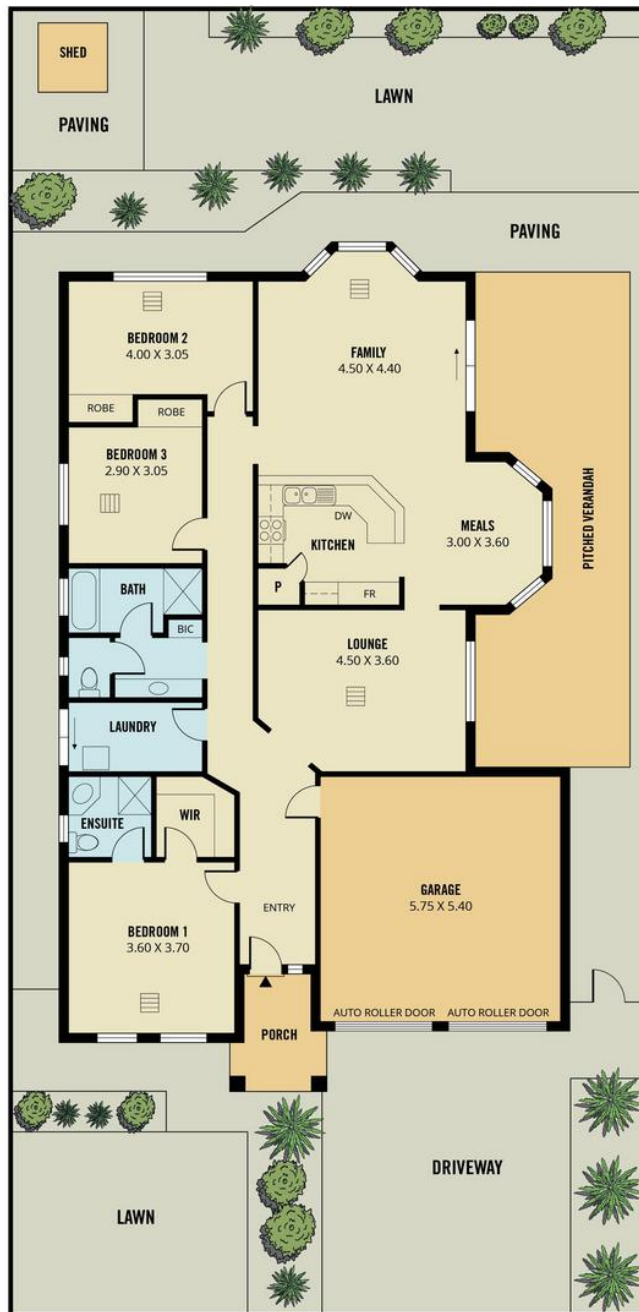 SHED
LAWN
PAVING
PAVING
BEDROOM 2
4.00 X 3.05
FAMILY
4.50 X 4.40
ROBE
ROBE
BEDROOM 3
2.90 X 3.05
DW
KITCHEN
MEALS
3.00 X 3.60
PITCHED VERANDAH
P
FR
BATH
BIC
LOUNGE
4.50 X 3.60
LAUNDRY
ENSUITE
WIR
GARAGE
5.75 X 5.40
ENTRY
BEDROOM 1
3.60 X 3.70
AUTO ROLLER DOOR
AUTO ROLLER DOOR
PORCH
DRIVEWAY
LAWN